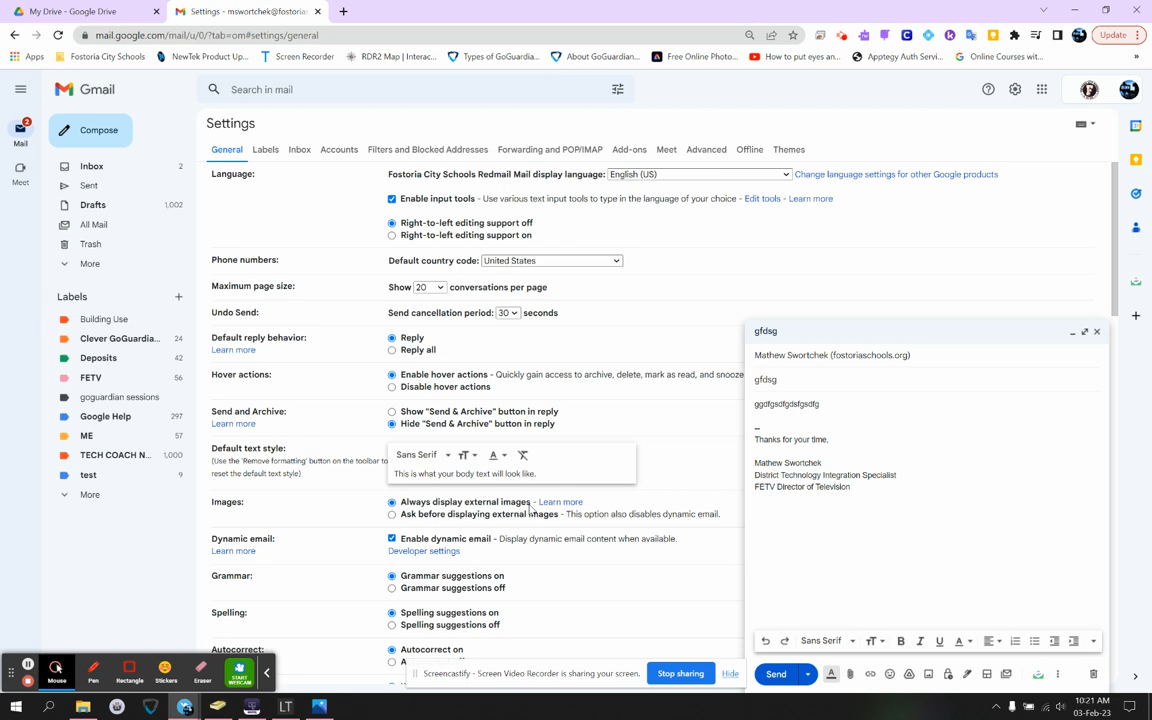 My Drive - Google Drive
Settings - mswortchek@fostorias
mail.google.com/mail/u/0/?tab=om#settings/general
Update
Apps
Fostoria City Schools
NewTek Product Up...
Screen Recorder
RDR2 Map | Interac...
Types of GoGuardia...
About GoGuardian...
Free Online Photo...
How to put eyes an...
Apptegy Auth Servi...
Online Courses wit...
Gmail
Search in mail
Mail
2
Meet
Compose
Inbox 2
Sent
Drafts 1,002
All Mail
Trash
More
Labels
Building Use
Clever GoGuardia... 24
Deposits 42
FETV 56
goguardian sessions
Google Help 297
ME 57
TECH COACH N... 1,000
test 9
More
Settings
General Labels Inbox Accounts Filters and Blocked Addresses Forwarding and POP/IMAP Add-ons Meet Advanced Offline Themes
Language:
Fostoria City Schools Redmail Mail display language: English (US) Change language settings for other Google products
Enable input tools - Use various text input tools to type in the language of your choice - Edit tools - Learn more
Right-to-left editing support off
Right-to-left editing support on
Phone numbers:
Default country code: United States
Maximum page size:
Show 20 conversations per page
Undo Send:
Send cancellation period: 30 seconds
Default reply behavior:
Learn more
Reply
Reply all
Hover actions:
Enable hover actions - Quickly gain access to archive, delete, mark as read, and snooze
Disable hover actions
Send and Archive:
Learn more
Show "Send & Archive" button in reply
Hide "Send & Archive" button in reply
Default text style:
(Use the 'Remove formatting' button on the toolbar to
reset the default text style)
Sans Serif
This is what your body text will look like.
Images:
Always display external images - Learn more
Ask before displaying external images - This option also disables dynamic email.
Dynamic email:
Learn more
Enable dynamic email - Display dynamic email content when available.
Developer settings
Grammar:
Grammar suggestions on
Grammar suggestions off
Spelling:
Spelling suggestions on
Spelling suggestions off
Autocorrect on
gfdsg
Mathew Swortchek (fostoriaschools.org)
gfdsg
ggdfgsdfgdsfgsdfg
--
Thanks for your time.
Mathew Swortchek
District Technology Integration Specialist
FETV Director of Television
Sans Serif
Send
Mouse
Pen
Rectangle
Stickers
Eraser
START
WEBCAM
Screencastify - Screen Video Recorder is sharing your screen.
Stop sharing
Hide
LT
10:21 AM
03-Feb-23